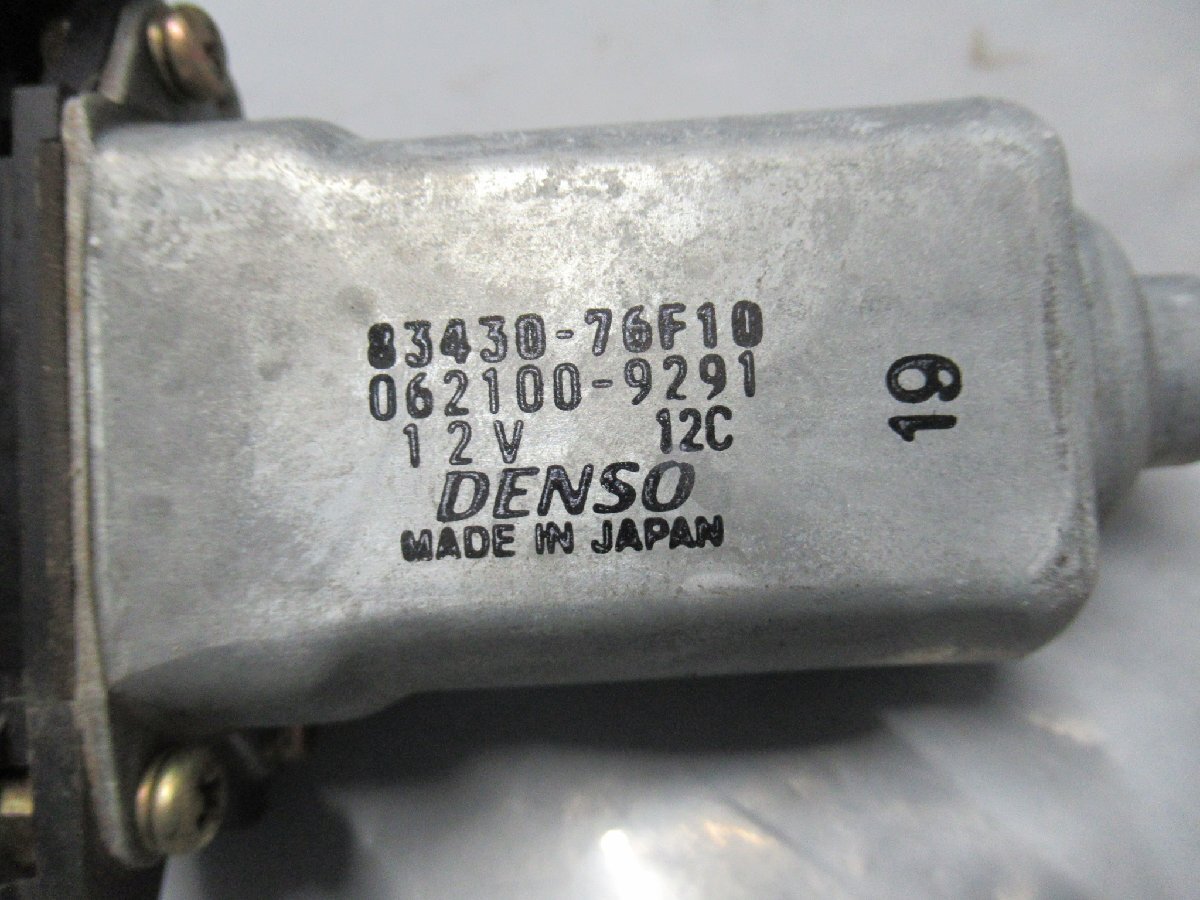 83430-76F10
062100-9291
12V 12C
DENSO
MADE IN JAPAN
19